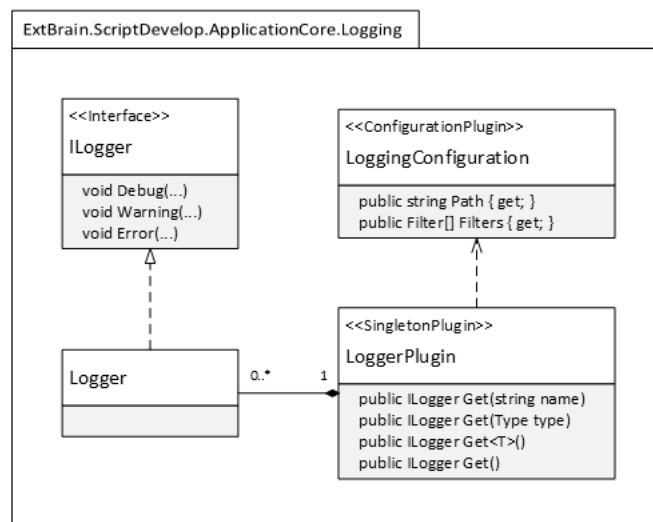 ExtBrain.ScriptDevelop.ApplicationCore.Logging
<<Interface>>
ILogger
void Debug(...)
void Warning(...)
void Error(...)
<<ConfigurationPlugin>>
LoggingConfiguration
public string Path { get; }
public Filter[] Filters { get; }
Logger
0..*
1
<<SingletonPlugin>>
LoggerPlugin
public ILogger Get(string name)
public ILogger Get(Type type)
public ILogger Get<T>()
public ILogger Get()